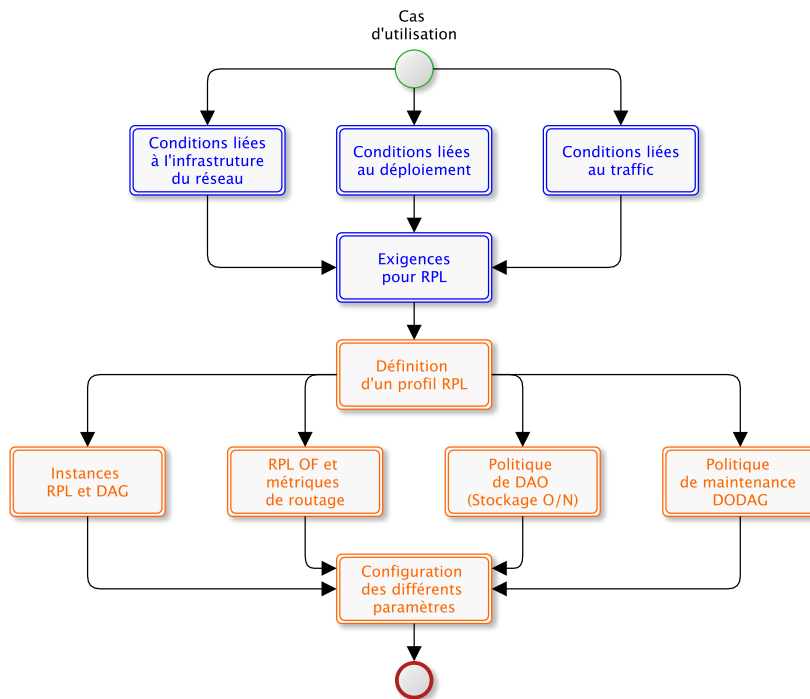 Cas
d'utilisation
Conditions liées
à l'infrastruture
du réseau
Conditions liées
au déploiement
Conditions liées
au traffic
Exigences
pour RPL
Définition
d'un profil RPL
Instances
RPL et DAG
RPL OF et
métriques
de routage
Politique
de DAO
(Stockage O/N)
Politique
de maintenance
DODAG
Configuration
des différents
paramètres